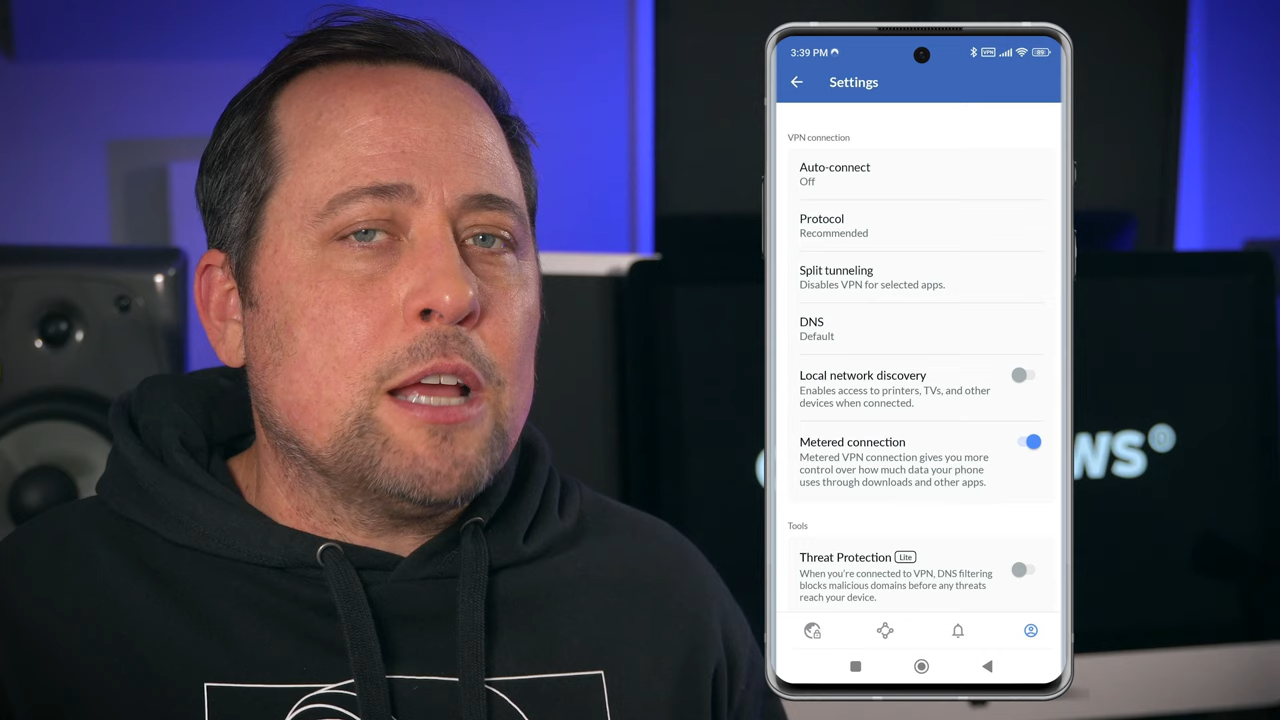 3:39 PM
VPN
89
Settings
VPN connection
Auto-connect
Off
Protocol
Recommended
Split tunneling
Disables VPN for selected apps.
DNS
Default
Local network discovery
Enables access to printers, TVs, and other
devices when connected.
Metered connection
Metered VPN connection gives you more
control over how much data your phone
uses through downloads and other apps.
Tools
Threat Protection Lite
When you're connected to VPN, DNS filtering
blocks malicious domains before any threats
reach your device.